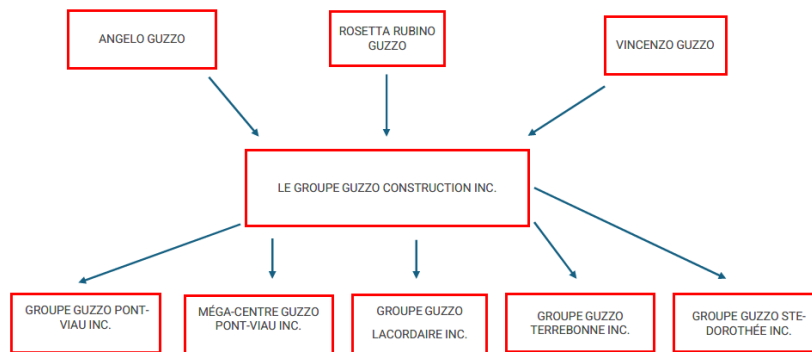 ANGELO GUZZO
ROSETTA RUBINO
GUZZO
VINCENZO GUZZO
LE GROUPE GUZZO CONSTRUCTION INC.
GROUPE GUZZO PONT-
VIAU INC.
MÉGA-CENTRE GUZZO
PONT-VIAU INC.
GROUPE GUZZO
LACORDAIRE INC.
GROUPE GUZZO
TERREBONNE INC.
GROUPE GUZZO STE-
DOROTHÉE INC.